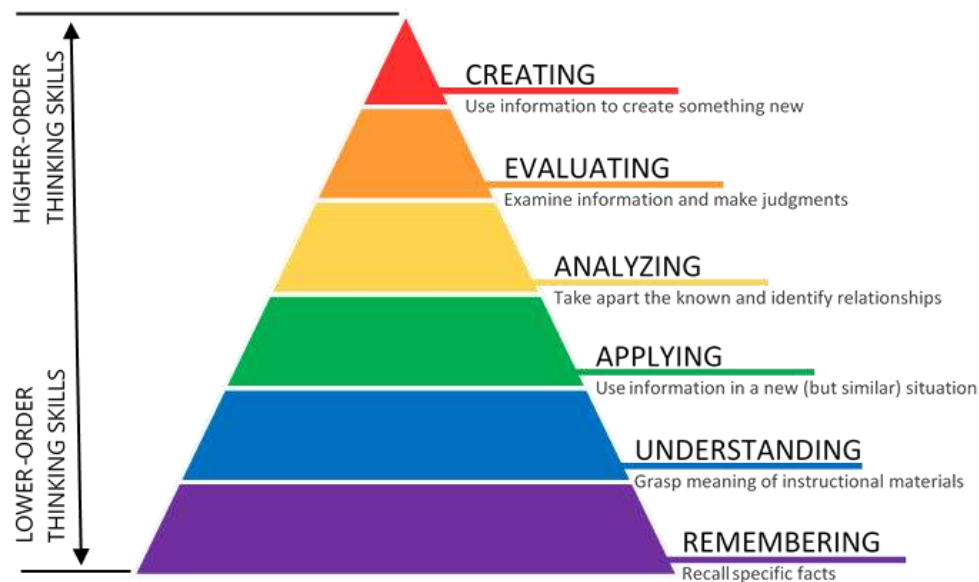 HIGHER-ORDER
THINKING SKILLS
LOWER-ORDER
THINKING SKILLS
CREATING
Use information to create something new
EVALUATING
Examine information and make judgments
ANALYZING
Take apart the known and identify relationships
APPLYING
Use information in a new (but similar) situation
UNDERSTANDING
Grasp meaning of instructional materials
REMEMBERING
Recall specific facts